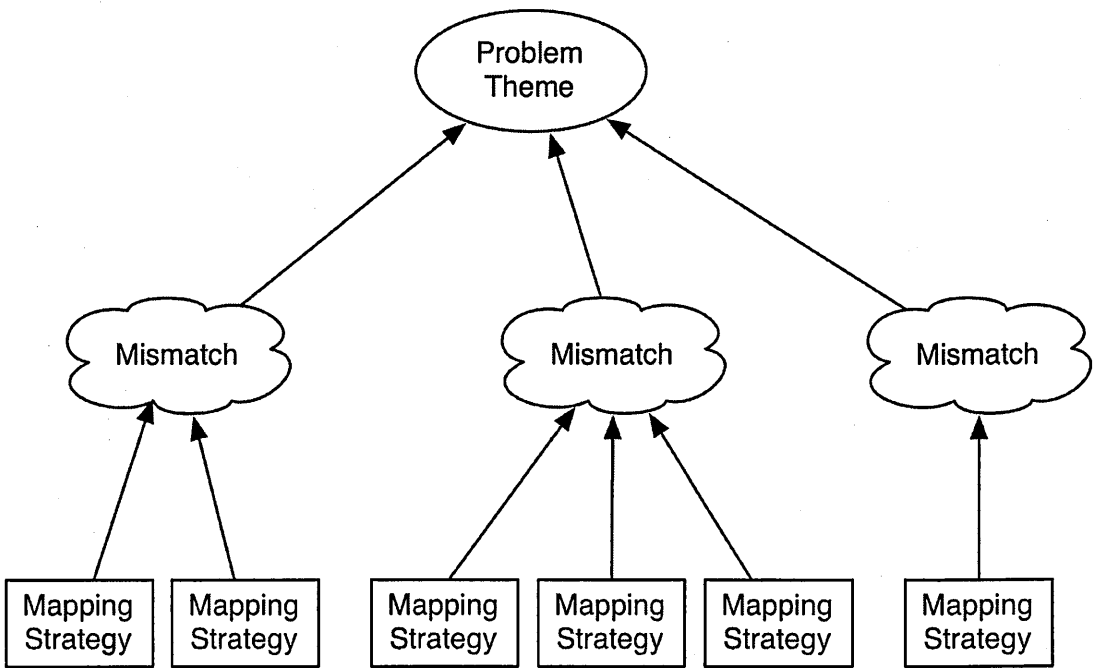 Problem
Theme
Mismatch
Mismatch
Mismatch
Mapping
Strategy
Mapping
Strategy
Mapping
Strategy
Mapping
Strategy
Mapping
Strategy
Mapping
Strategy